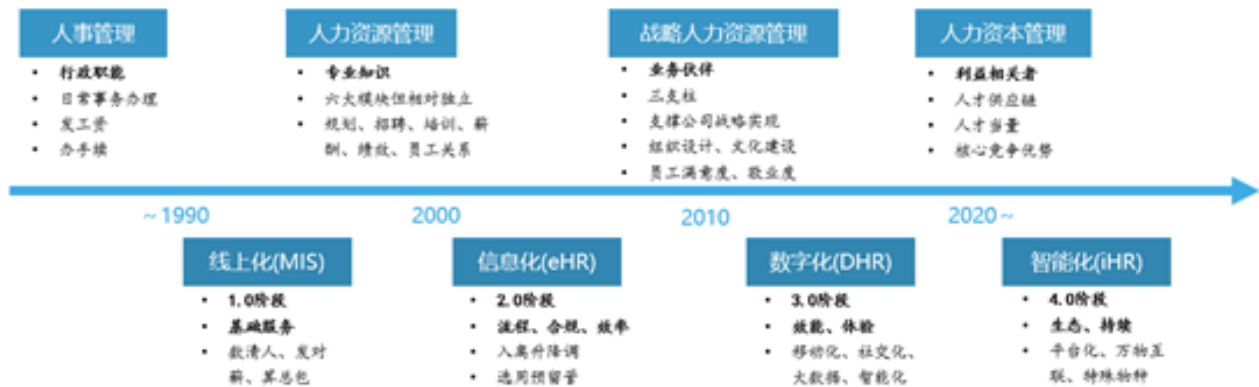 人事管理
• 行政职能
• 日常事务办理
• 发工资
• 办手续
人力资源管理
• 专业知识
• 六大模块但相对独立
• 规划、招聘、培训、薪
酬、绩效、员工关系
战略人力资源管理
• 业务伙伴
• 三支柱
• 支撑公司战略实现
• 组织设计、文化建设
• 员工满意度、敬业度
人力资本管理
• 利益相关者
• 人才供应链
• 人才当量
• 核心竞争优势
~1990
2000
2010
2020~
线上化(MIS)
• 1.0阶段
• 基础服务
• 数清人、发对
薪、算总包
信息化(eHR)
• 2.0阶段
• 流程、合规、效率
• 入离升降调
• 选用预留管
数字化(DHR)
• 3.0阶段
• 效能、体验
• 移动化、社交化、
大数据、智能化
智能化(iHR)
• 4.0阶段
• 生态、持续
• 平台化、万物互
联、特殊物种